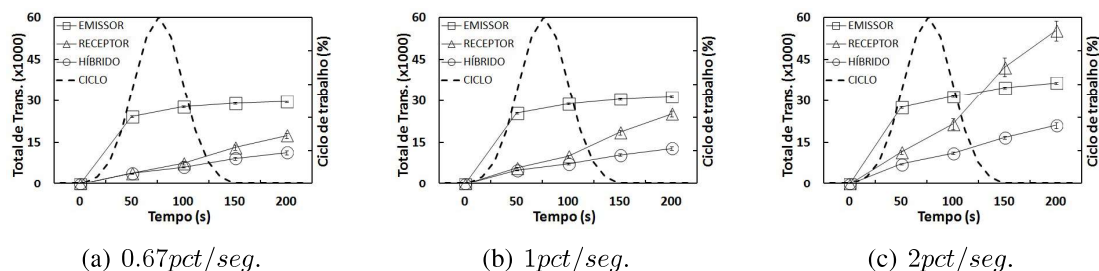 60
45
30
15
0
Total de Trans. (x1000)
EMISSOR
RECEPTOR
HÍBRIDO
CICLO
Ciclo de trabalho (%)
0 50 100 150 200
Tempo (s)
(a) 0.67pct/seg.
60
45
30
15
0
Total de Trans. (x1000)
EMISSOR
RECEPTOR
HÍBRIDO
CICLO
Ciclo de trabalho (%)
0 50 100 150 200
Tempo (s)
(b) 1pct/seg.
60
45
30
15
0
Total de Trans. (x1000)
EMISSOR
RECEPTOR
HÍBRIDO
CICLO
Ciclo de trabalho (%)
0 50 100 150 200
Tempo (s)
(c) 2pct/seg.